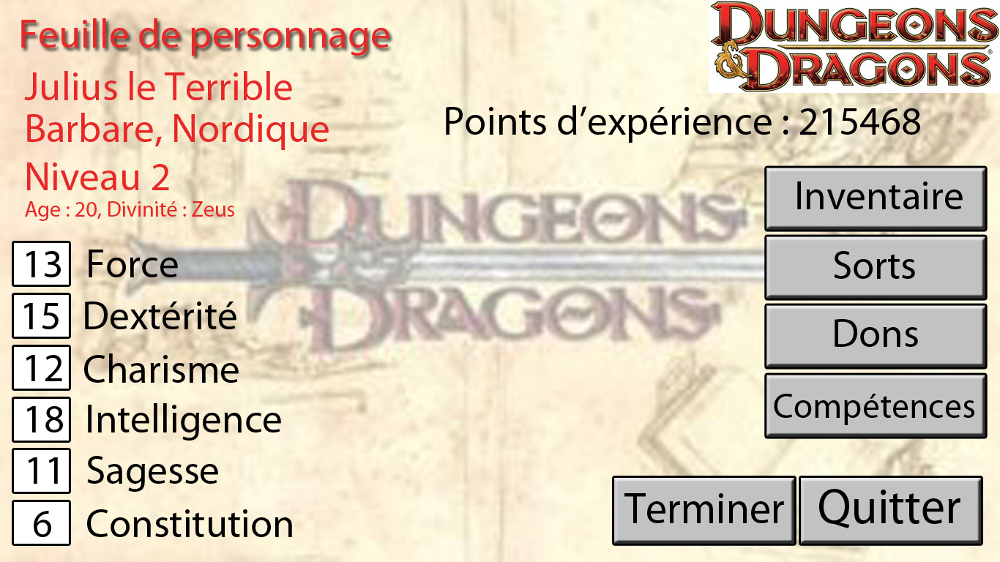 Feuille de personnage
DUNGEONS
& DRAGONS®
Julius le Terrible
Barbare, Nordique
Points d’expérience : 215468
Niveau 2
Age : 20, Divinité : Zeus
DUNGEONS
DRAGONS
Inventaire
Sorts
Dons
Compétences
13 Force
15 Dextérité
12 Charisme
18 Intelligence
11 Sagesse
6 Constitution
Terminer
Quitter